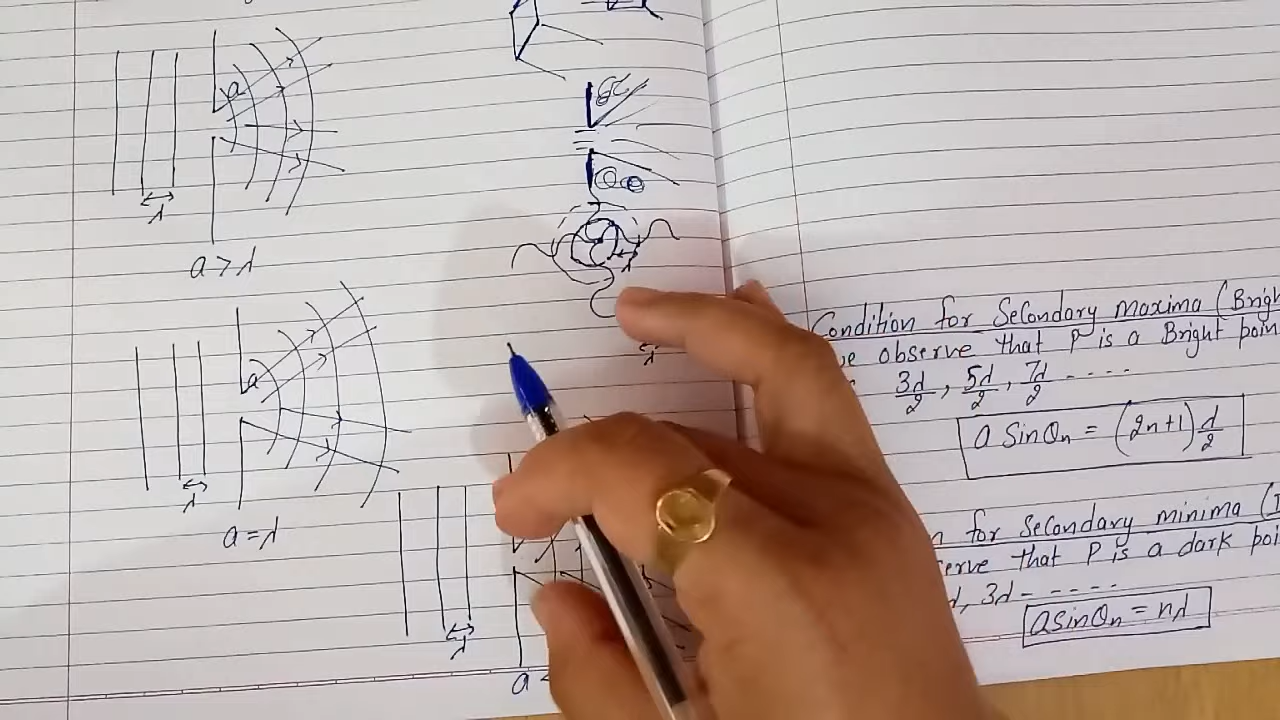 a
λ
a > λ
a
λ
a = λ
λ
λ
λ
a
Condition for Secondary Maxima (Brigh
we observe that P is a Bright poin
3λ/2, 5λ/2, 7λ/2 ....
a Sinθn = (2n+1) λ/2
for Secondary minima (
serve that P is a dark poi
λ, 3λ - - - - -
a sinθn = nλ